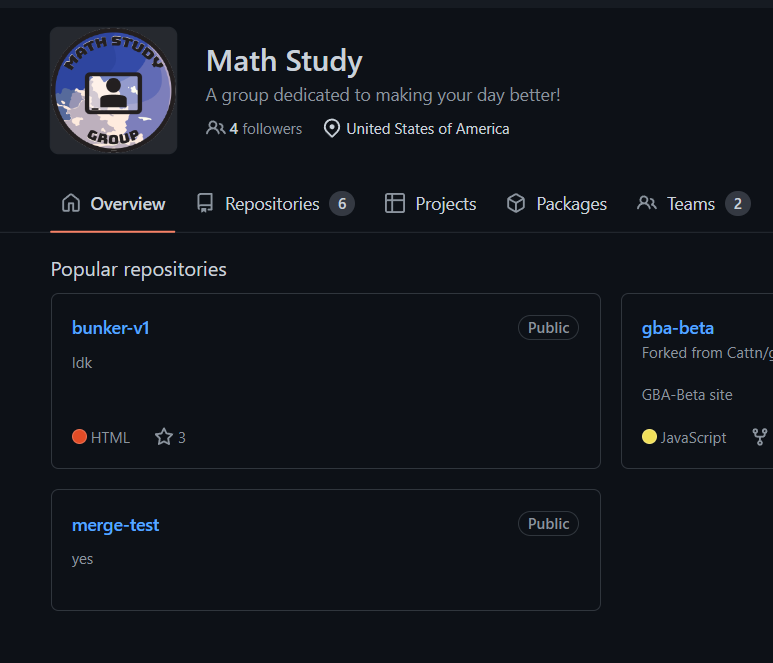 MATH STUDY
GROUP
Math Study
A group dedicated to making your day better!
4 followers United States of America
Overview Repositories 6 Projects Packages Teams 2
Popular repositories
bunker-v1 Public
Idk
HTML 3
gba-beta
Forked from Cattn/g
GBA-Beta site
JavaScript
merge-test Public
yes